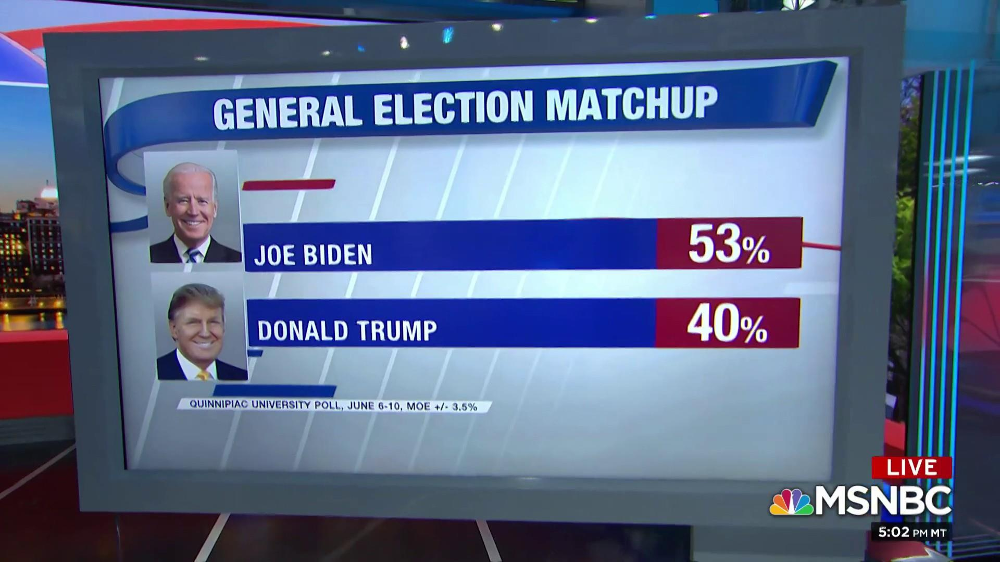 GENERAL ELECTION MATCHUP
JOE BIDEN 53%
DONALD TRUMP 40%
QUINNIPIAC UNIVERSITY POLL, JUNE 6-10, MOE +/- 3.5%
LIVE
MSNBC
5:02 PM MT